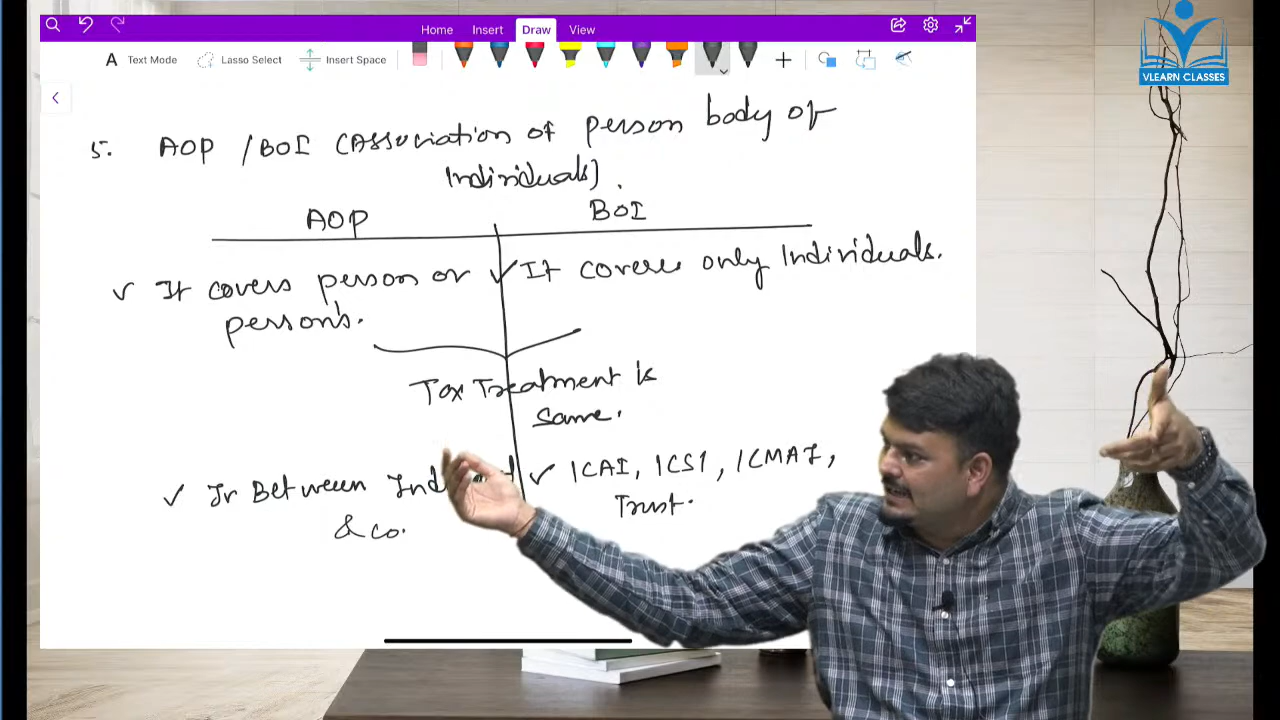 Home Insert Draw View
VLEARN CLASSES
A Text Mode Lasso Select Insert Space
5. AOP / BOI (Association of person body of
Individuals).
AOP BOI
✓ It covers person or ✓ It covers only Individuals.
persons.
Tax Treatment is
same.
✓ Jr Between ✓ ICAI, ICSI, ICMAI,
& co. Trust.